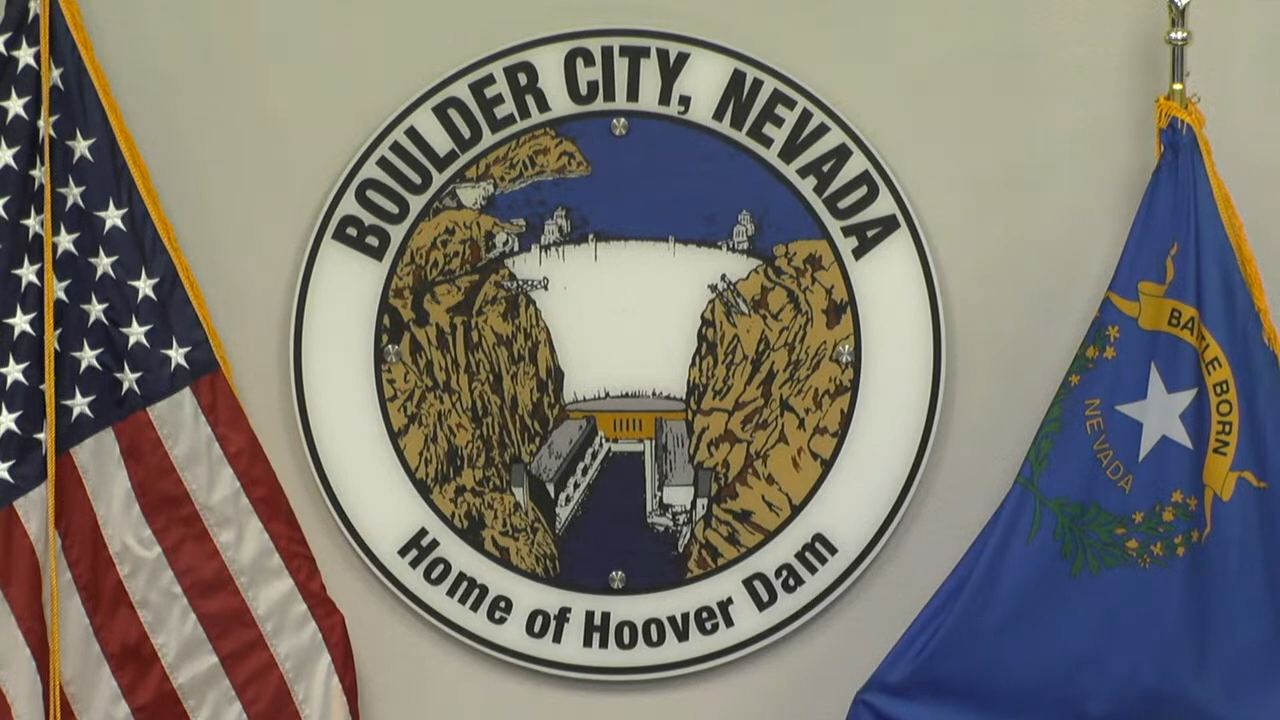 BOULDER CITY, NEVADA
Home of Hoover Dam
BATTLE BORN
NEVADA